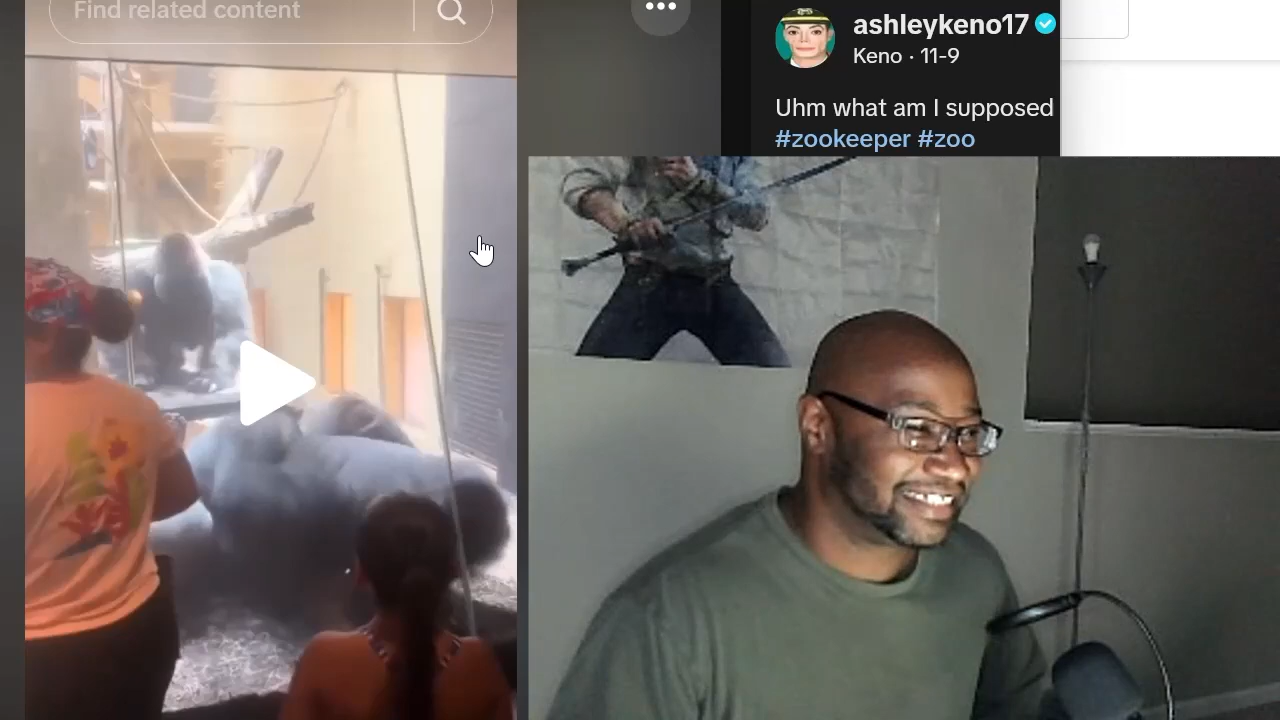 Find related content
ashleykeno17
Keno · 11-9
Uhm what am I supposed
#zookeeper #zoo